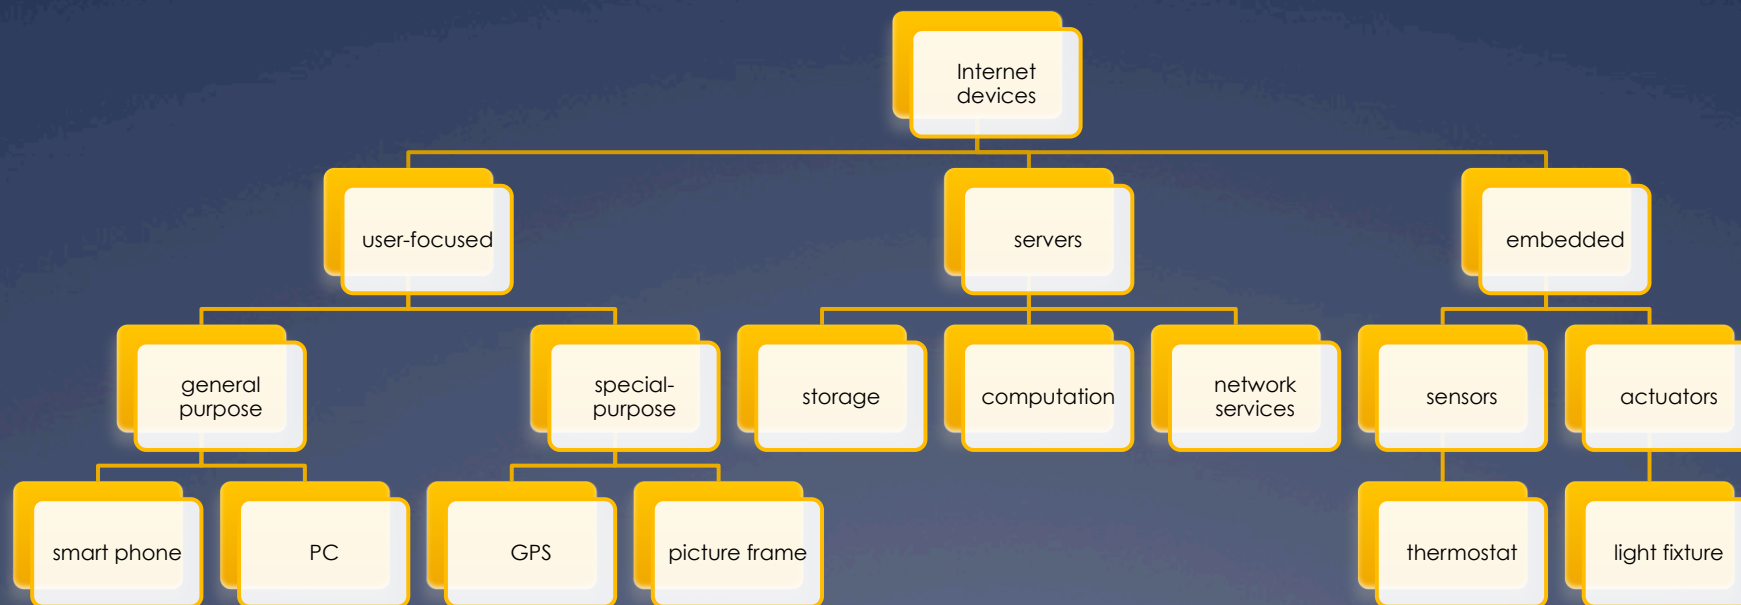 Internet
devices
user-focused
servers
embedded
general
purpose
special-
purpose
storage
computation
network
services
sensors
actuators
smart phone
PC
GPS
picture frame
thermostat
light fixture